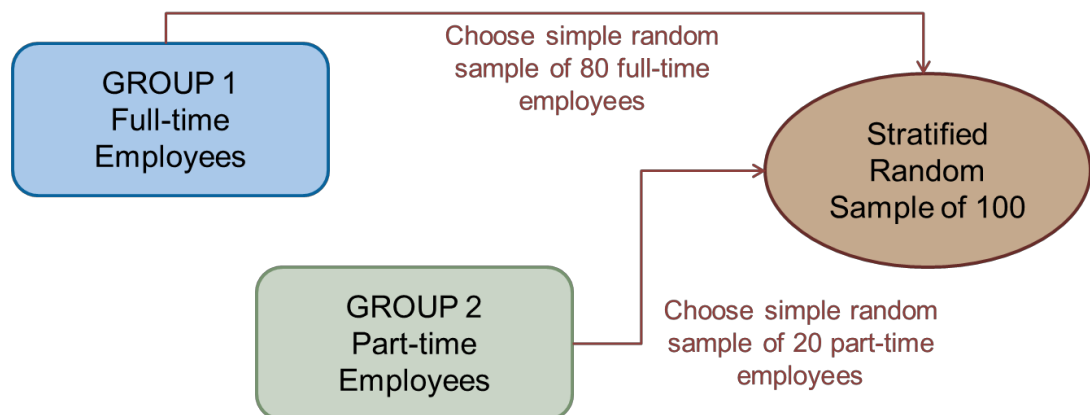 GROUP 1
Full-time
Employees
Choose simple random
sample of 80 full-time
employees
Stratified
Random
Sample of 100
GROUP 2
Part-time
Employees
Choose simple random
sample of 20 part-time
employees